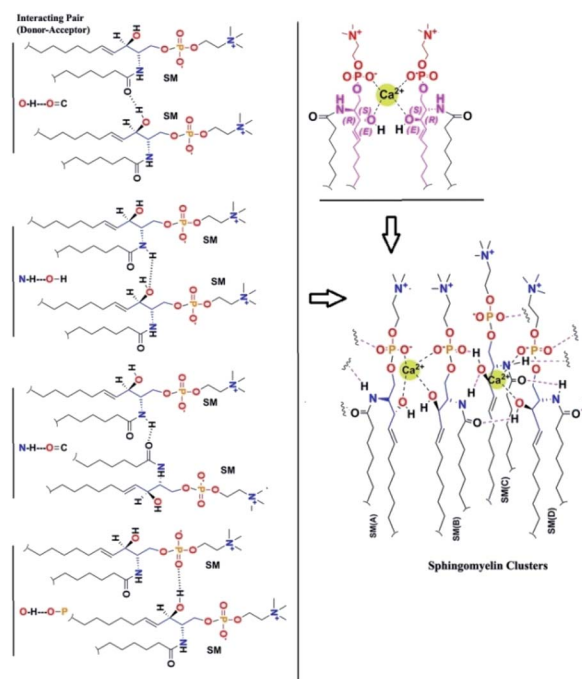 Interacting Pair
(Donor-Acceptor)
SM
O-H---O=C
SM
SM
N-H---O-H
SM
SM
N-H---O=C
SM
SM
O-H---O-P
SM
Ca2+
(S)
(S)
(R)
(R)
(E)
(E)
Ca2+
Ca2+
SM(A)
SM(B)
SM(C)
SM(D)
Sphingomyelin Clusters